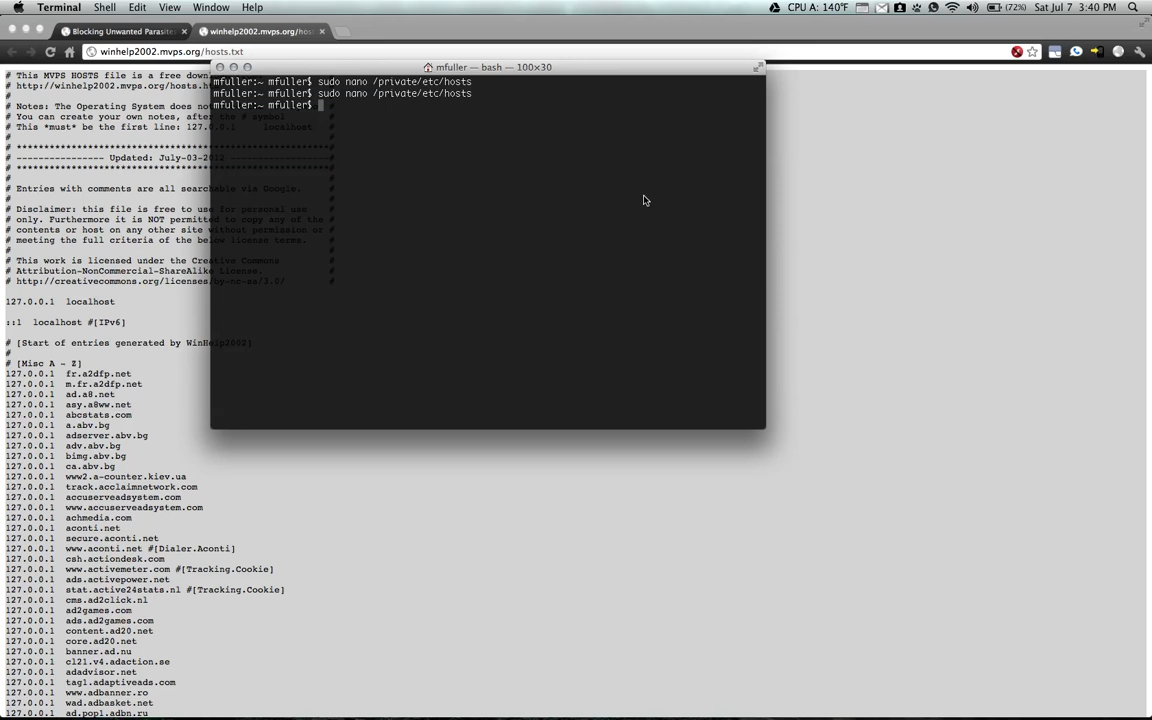 Terminal Shell Edit View Window Help
CPU A: 140°F (72%) Sat Jul 7 3:40 PM
Blocking Unwanted Parasite
winhelp2002.mvps.org/hosts
winhelp2002.mvps.org/hosts.txt
mfuller — bash — 100×30
mfuller:~ mfuller$ sudo nano /private/etc/hosts
mfuller:~ mfuller$ sudo nano /private/etc/hosts
mfuller:~ mfuller$
# This MVPS HOSTS file is a free down
# http://winhelp2002.mvps.org/hosts.h
#
# Notes: The Operating System does no
# You can create your own notes, after the # symbol
# This *must* be the first line: 127.0.0.1 localhost #
#
# *********************************************** #
# ---------------- Updated: July-03-2012 ------------------ #
# *********************************************** #
#
# Entries with comments are all searchable via Google. #
#
# Disclaimer: this file is free to use for personal use #
# only. Furthermore it is NOT permitted to copy any of the #
# contents or host on any other site without permission or #
# meeting the full criteria of the below license terms. #
#
# This work is licensed under the Creative Commons #
# Attribution-NonCommercial-ShareAlike License. #
# http://creativecommons.org/licenses/by-nc-sa/3.0/ #
127.0.0.1 localhost
::1 localhost #[IPv6]
# [Start of entries generated by WinHelp2002]
#
# [Misc A - Z]
127.0.0.1 fr.a2dfp.net
127.0.0.1 m.fr.a2dfp.net
127.0.0.1 ad.a8.net
127.0.0.1 asy.a8ww.net
127.0.0.1 abcstats.com
127.0.0.1 a.abv.bg
127.0.0.1 adserver.abv.bg
127.0.0.1 adv.abv.bg
127.0.0.1 bimg.abv.bg
127.0.0.1 ca.abv.bg
127.0.0.1 www2.a-counter.kiev.ua
127.0.0.1 track.acclaimnetwork.com
127.0.0.1 accuserveadsystem.com
127.0.0.1 www.accuserveadsystem.com
127.0.0.1 achmedia.com
127.0.0.1 aconti.net
127.0.0.1 secure.aconti.net
127.0.0.1 www.aconti.net #[Dialer.Aconti]
127.0.0.1 csh.actiondesk.com
127.0.0.1 www.activemeter.com #[Tracking.Cookie]
127.0.0.1 ads.activepower.net
127.0.0.1 stat.active24stats.nl #[Tracking.Cookie]
127.0.0.1 cms.ad2click.nl
127.0.0.1 ad2games.com
127.0.0.1 ads.ad2games.com
127.0.0.1 content.ad20.net
127.0.0.1 core.ad20.net
127.0.0.1 banner.ad.nu
127.0.0.1 cl21.v4.adaction.se
127.0.0.1 adadvisor.net
127.0.0.1 tag1.adaptiveads.com
127.0.0.1 www.adbanner.ro
127.0.0.1 wad.adbasket.net
127.0.0.1 ad.pop1.adbn.ru